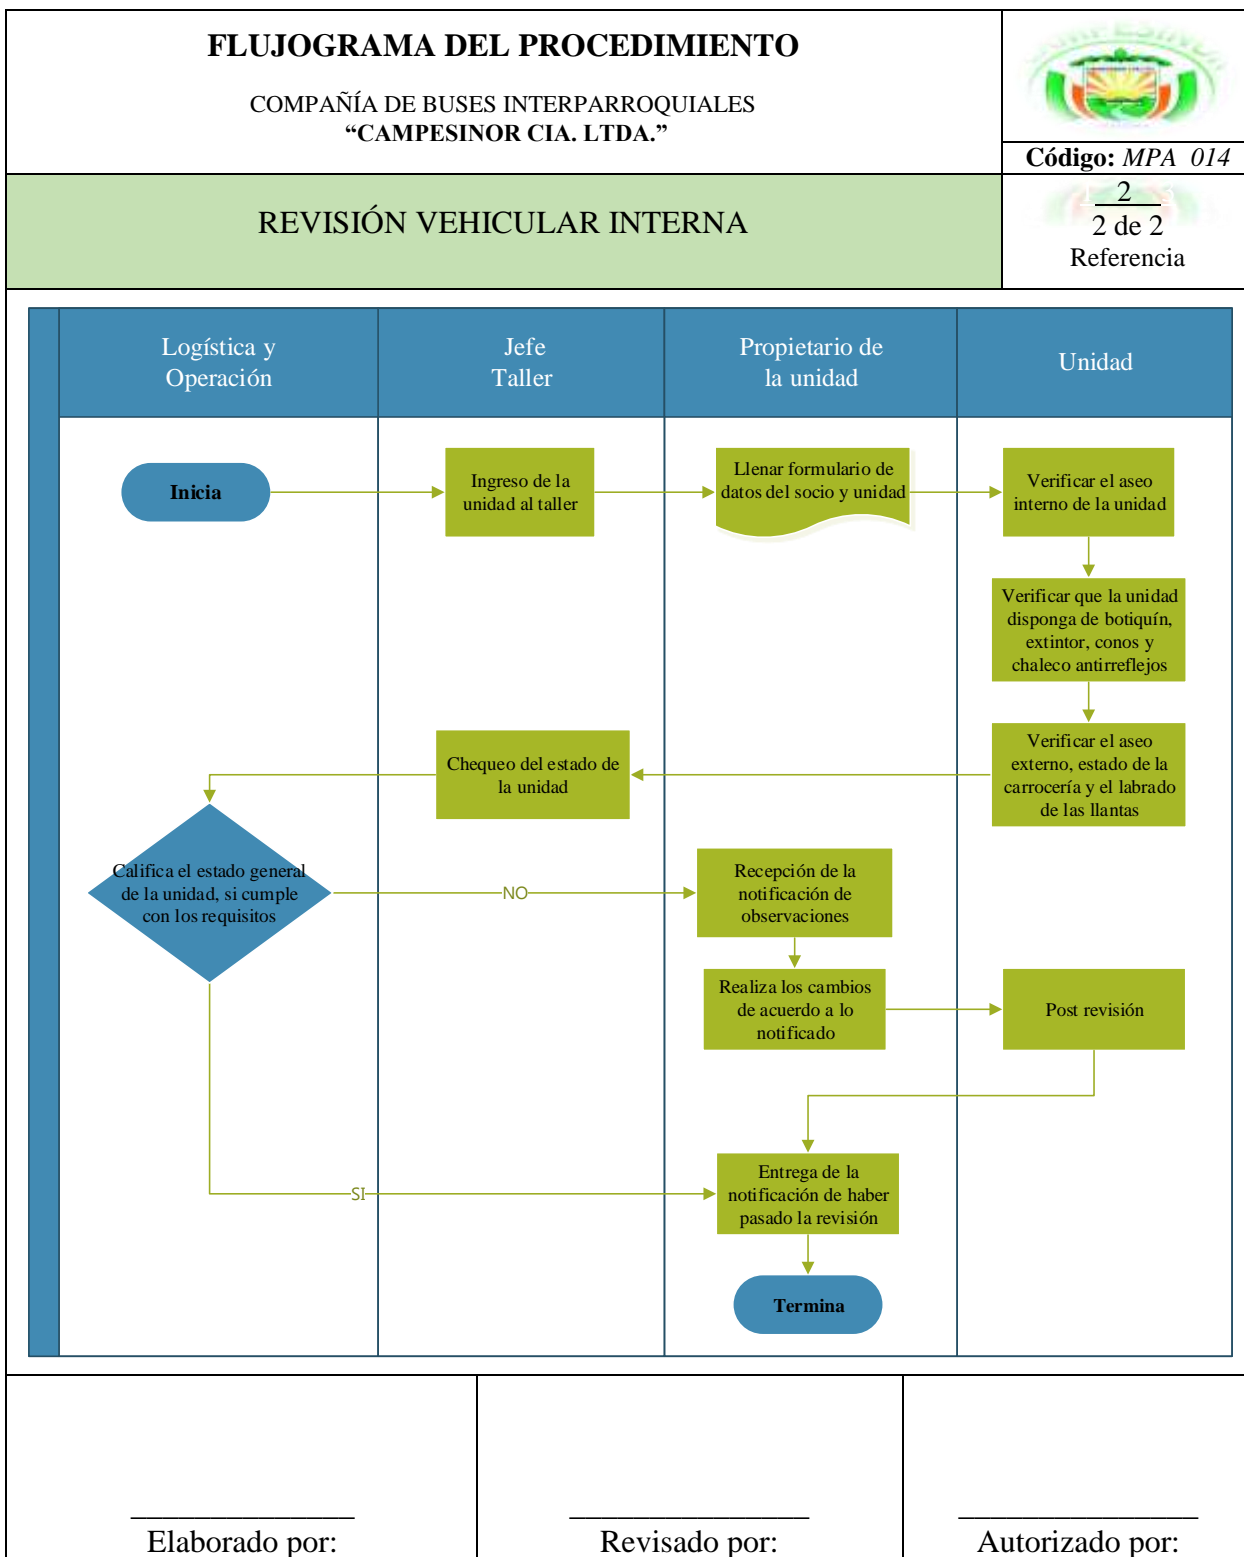 FLUJOGRAMA DEL PROCEDIMIENTO
COMPAÑÍA DE BUSES INTERPARROQUIALES
“CAMPESINOR CIA. LTDA.”
Código: MPA 014
REVISIÓN VEHICULAR INTERNA
2
2 de 2
Referencia
Logística y
Operación
Jefe
Taller
Propietario de
la unidad
Unidad
Inicia
Ingreso de la
unidad al taller
Llenar formulario de
datos del socio y unidad
Verificar el aseo
interno de la unidad
Verificar que la unidad
disponga de botiquín,
extintor, conos y
chaleco antirreflejos
Verificar el aseo
externo, estado de la
carrocería y el labrado
de las llantas
Chequeo del estado de
la unidad
Califica el estado general
de la unidad, si cumple
con los requisitos
NO
Recepción de la
notificación de
observaciones
Realiza los cambios
de acuerdo a lo
notificado
Post revisión
SI
Entrega de la
notificación de haber
pasado la revisión
Termina
Elaborado por:
Revisado por:
Autorizado por: